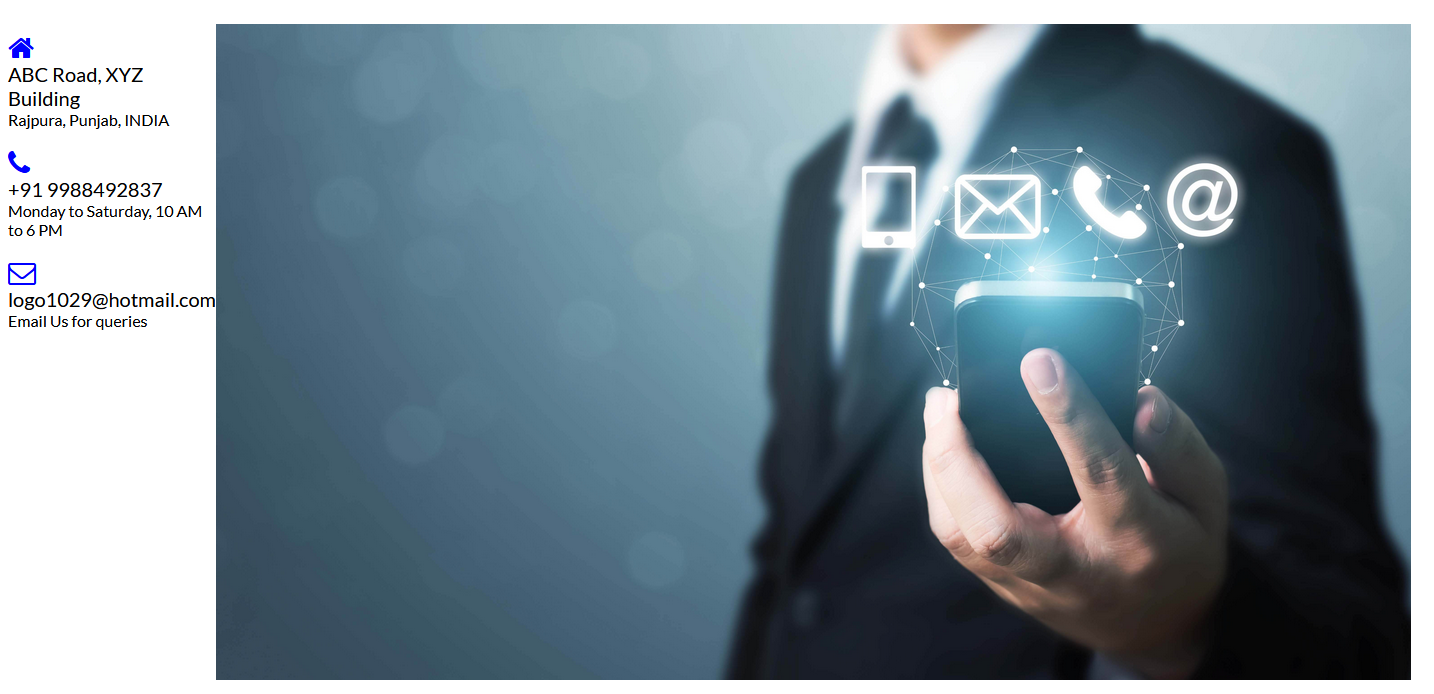 ABC Road, XYZ
Building
Rajpura, Punjab, INDIA
+91 9988492837
Monday to Saturday, 10 AM
to 6 PM
logo1029@hotmail.com
Email Us for queries
@